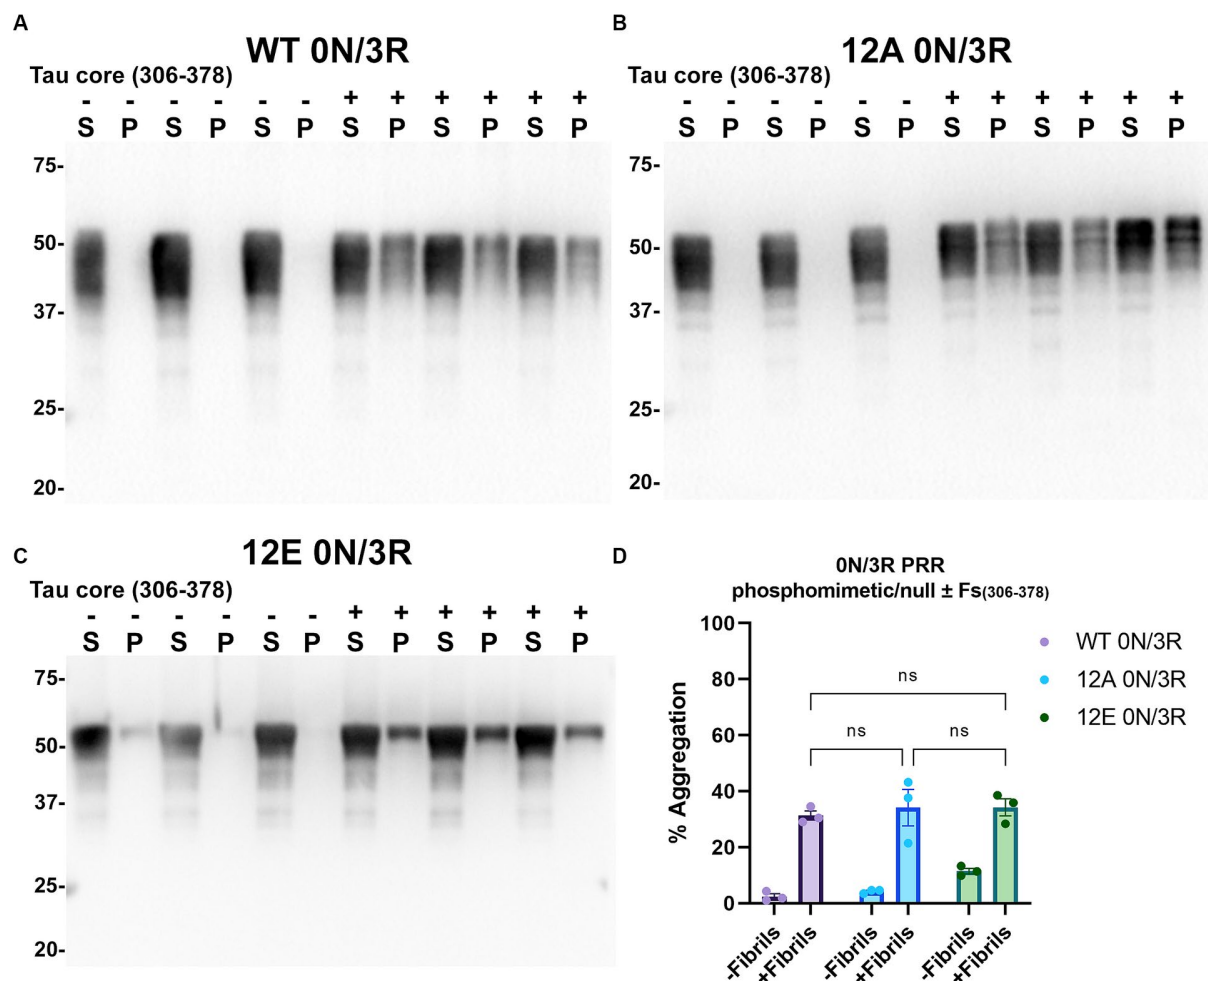 A
WT 0N/3R
Tau core (306-378)
- - - - - - + + + + + +
S P S P S P S P S P S P
75-
50-
37-
25-
20-
B
12A 0N/3R
Tau core (306-378)
- - - - - - + + + + + +
S P S P S P S P S P S P
75-
50-
37-
25-
20-
C
12E 0N/3R
Tau core (306-378)
- - - - - - + + + + + +
S P S P S P S P S P S P
75-
50-
37-
25-
20-
D
0N/3R PRR
phosphomimetic/null ± Fs(306-378)
% Aggregation
100
80
60
40
20
0
ns
ns
ns
-Fibrils
+Fibrils
-Fibrils
+Fibrils
-Fibrils
+Fibrils
WT 0N/3R
12A 0N/3R
12E 0N/3R